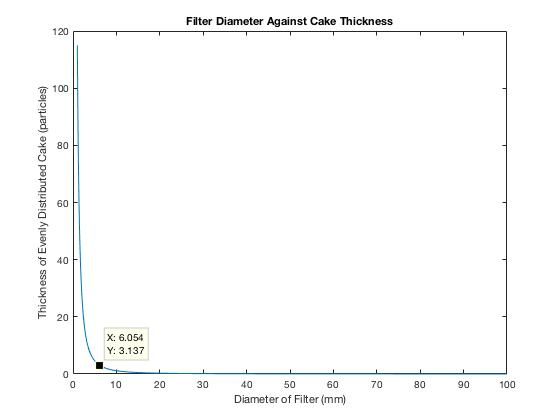 Filter Diameter Against Cake Thickness
120
100
80
60
40
20
0
Thickness of Evenly Distributed Cake (particles)
X: 6.054
Y: 3.137
0 10 20 30 40 50 60 70 80 90 100
Diameter of Filter (mm)